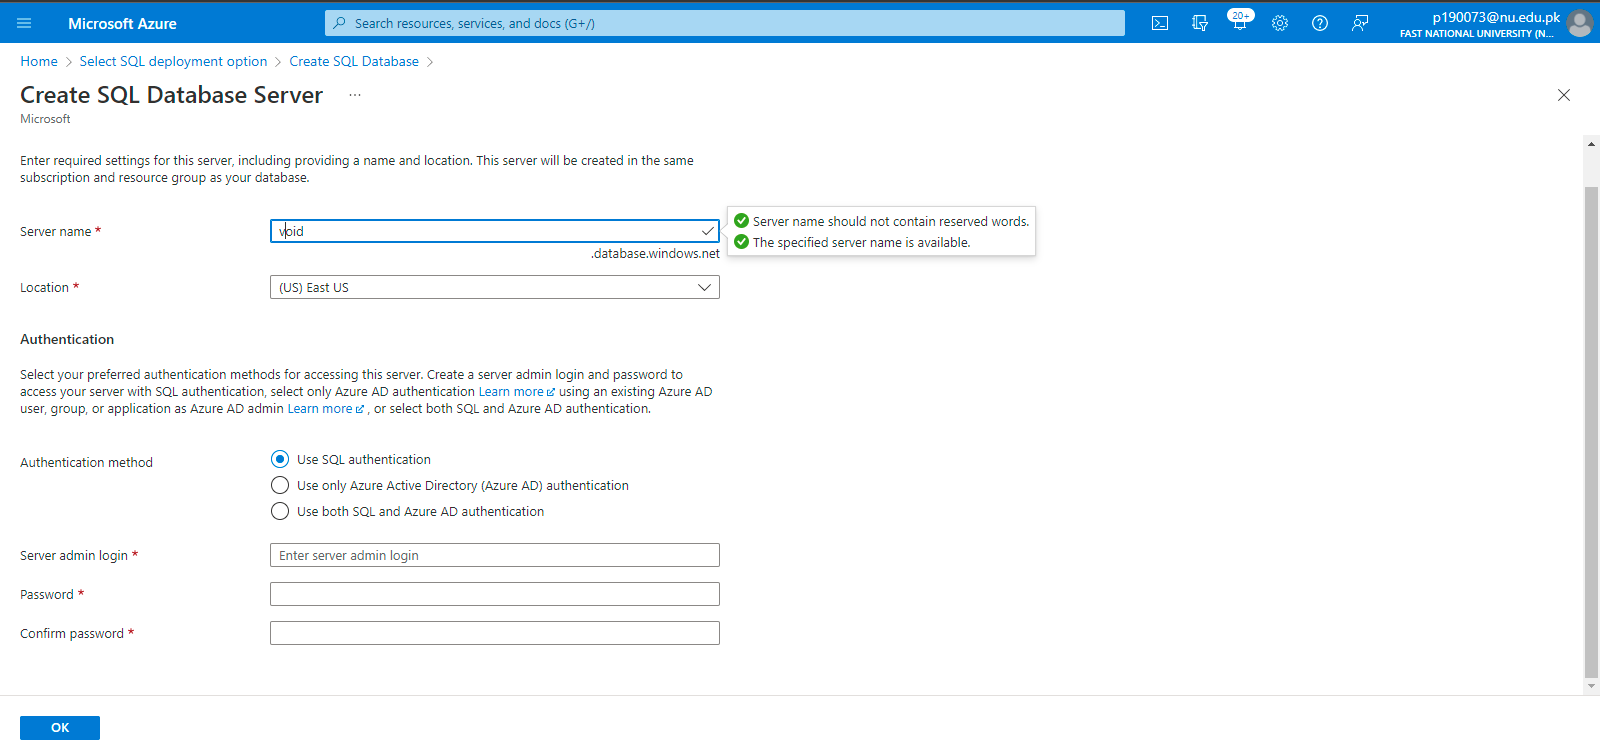 Microsoft Azure
Search resources, services, and docs (G+/)
20+
p190073@nu.edu.pk
FAST NATIONAL UNIVERSITY (N...
Home > Select SQL deployment option > Create SQL Database >
Create SQL Database Server ...
Microsoft
Enter required settings for this server, including providing a name and location. This server will be created in the same
subscription and resource group as your database.
Server name *
void
Server name should not contain reserved words.
The specified server name is available.
.database.windows.net
Location *
(US) East US
Authentication
Select your preferred authentication methods for accessing this server. Create a server admin login and password to
access your server with SQL authentication, select only Azure AD authentication Learn more using an existing Azure AD
user, group, or application as Azure AD admin Learn more , or select both SQL and Azure AD authentication.
Authentication method
Use SQL authentication
Use only Azure Active Directory (Azure AD) authentication
Use both SQL and Azure AD authentication
Server admin login *
Enter server admin login
Password *
Confirm password *
OK